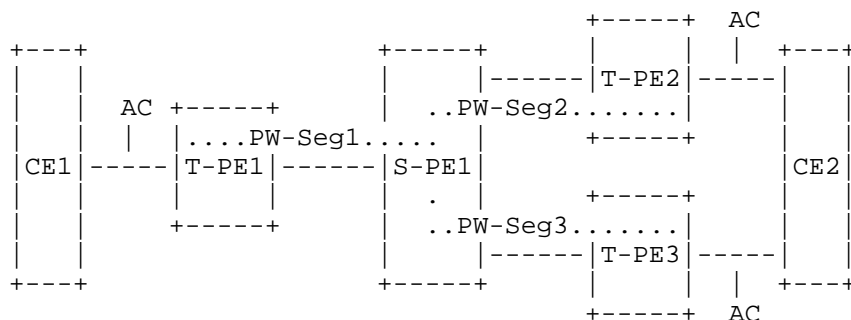 AC
T-PE2
AC PW-Seg2
PW-Seg1
CE1 T-PE1 S-PE1 CE2
PW-Seg3
T-PE3
AC